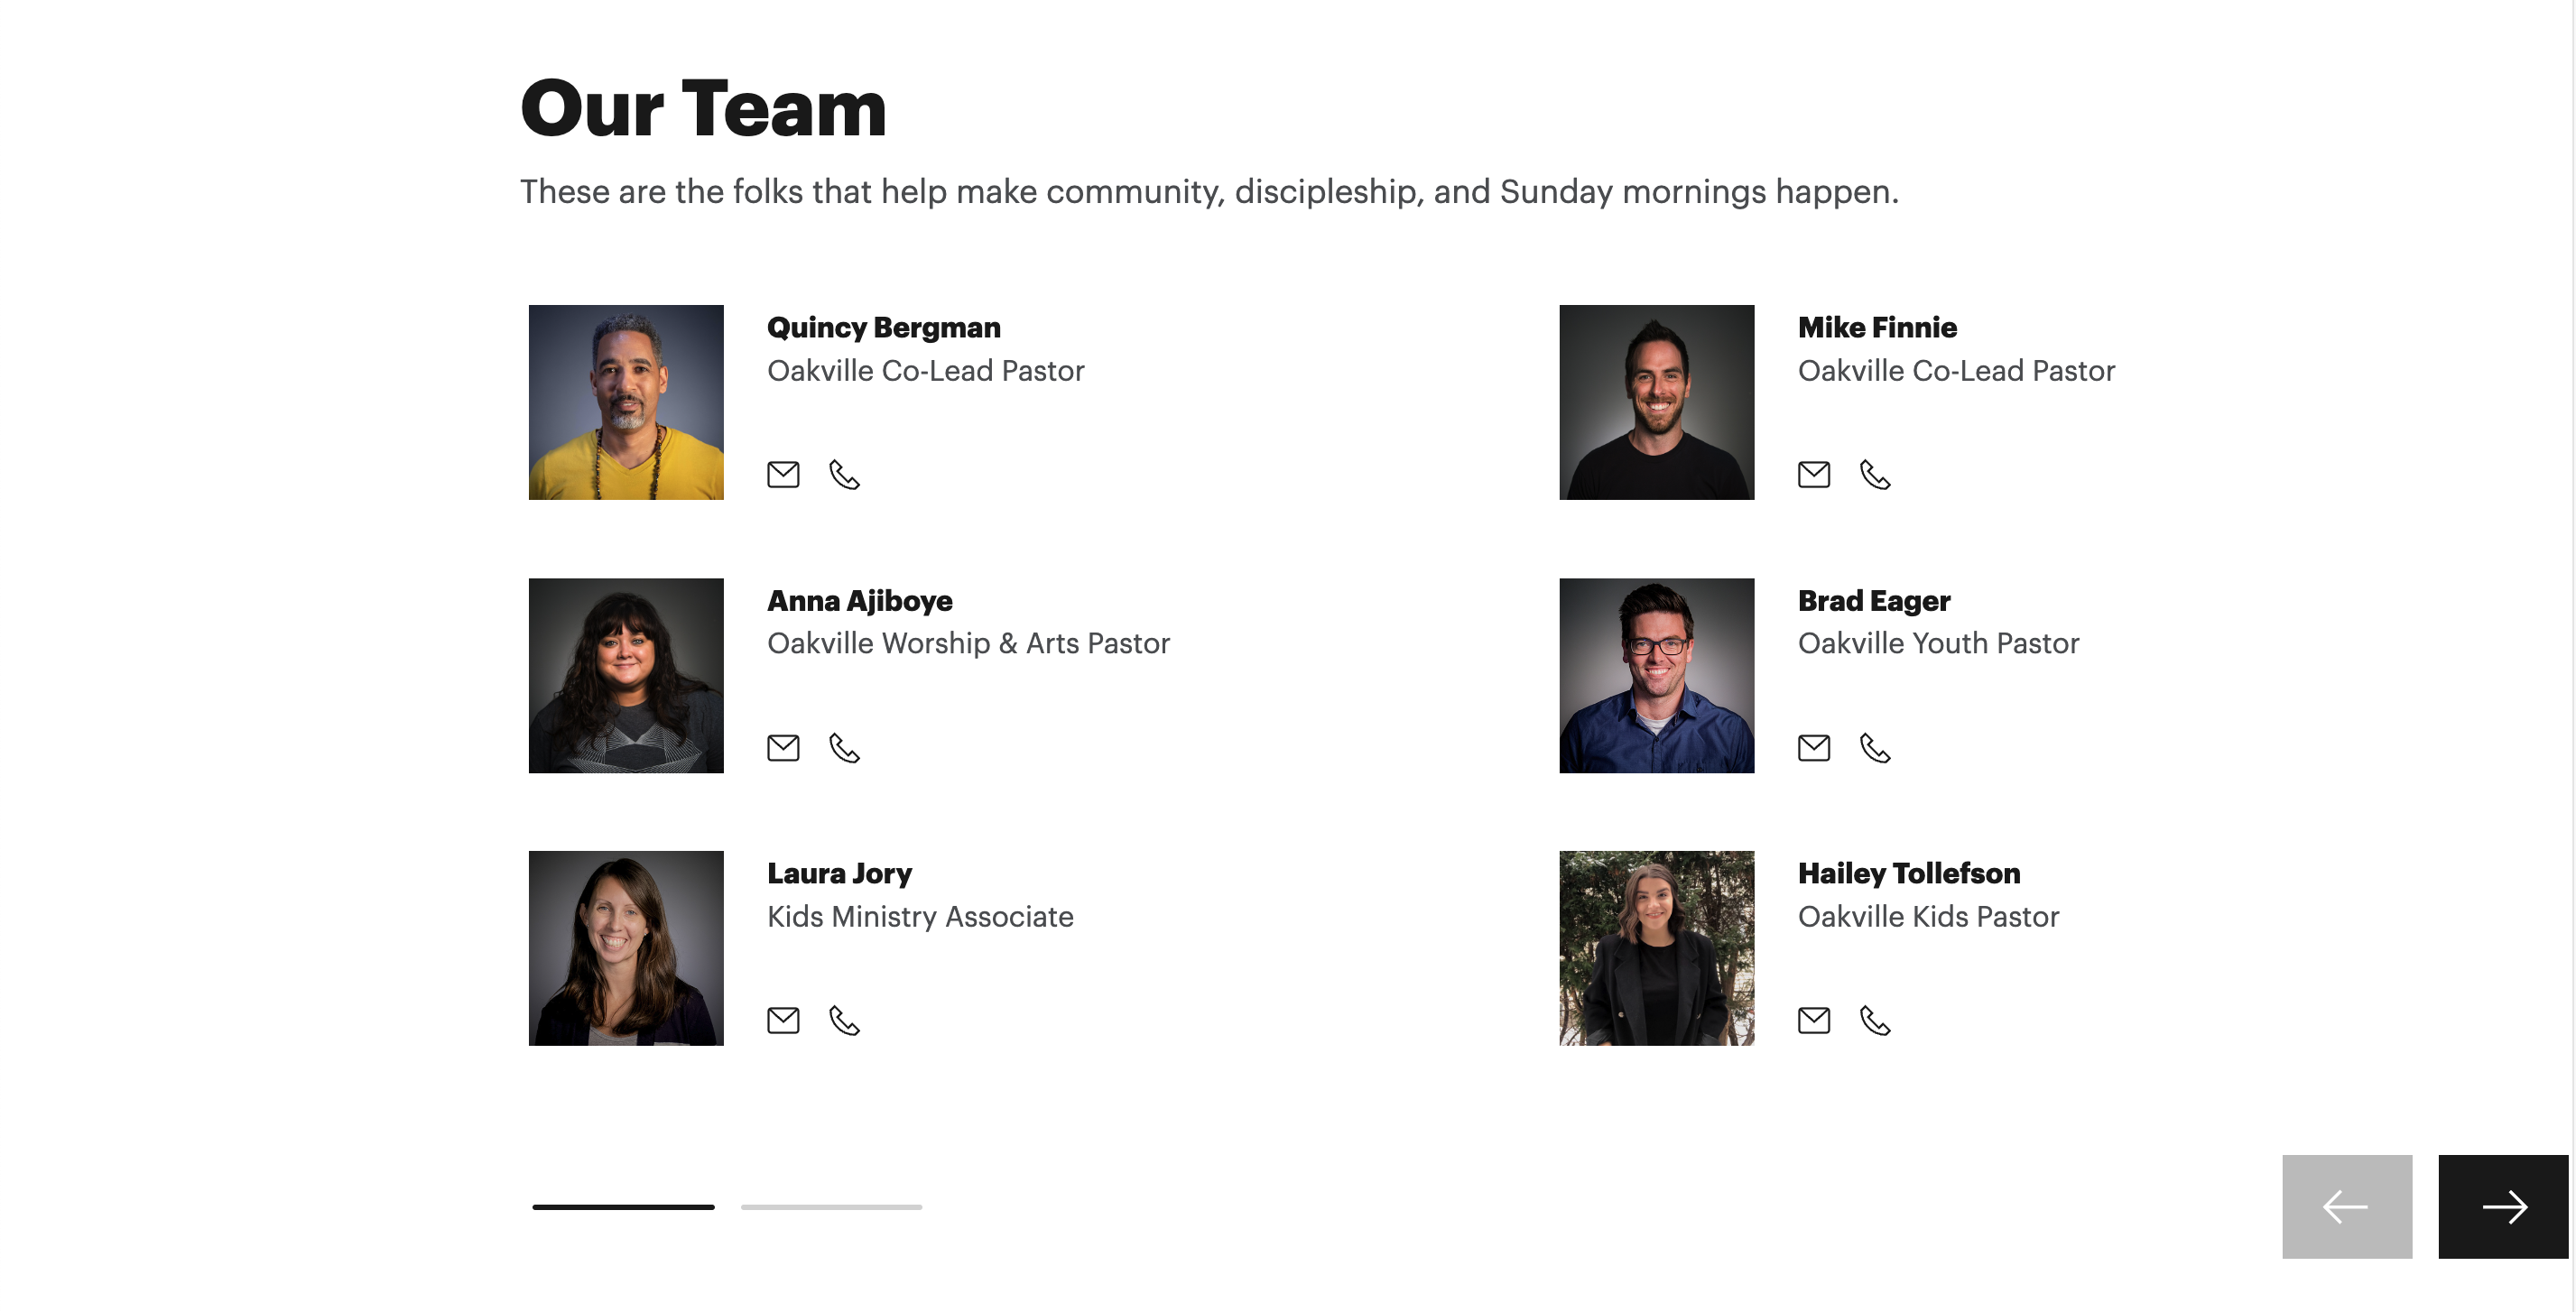 Our Team
These are the folks that help make community, discipleship, and Sunday mornings happen.
Quincy Bergman
Oakville Co-Lead Pastor
Mike Finnie
Oakville Co-Lead Pastor
Anna Ajiboye
Oakville Worship & Arts Pastor
Brad Eager
Oakville Youth Pastor
Laura Jory
Kids Ministry Associate
Hailey Tollefson
Oakville Kids Pastor